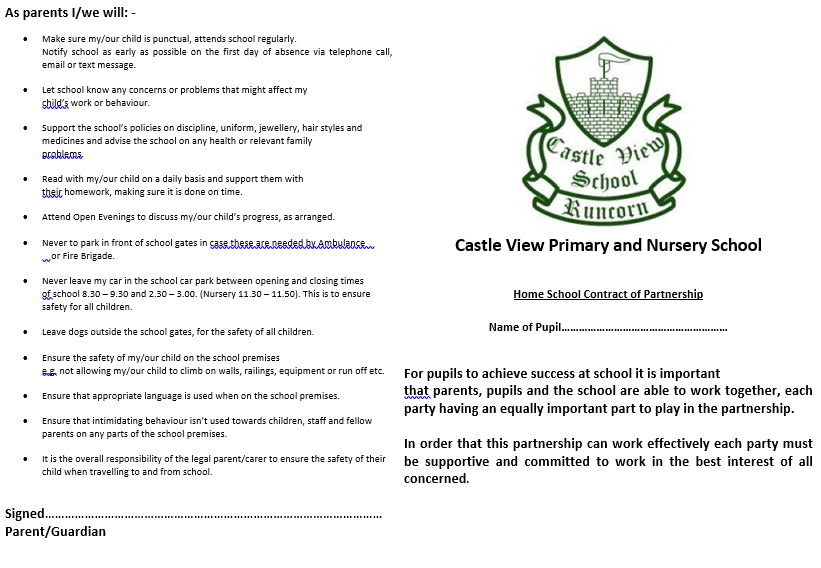 As parents I/we will: -
• Make sure my/our child is punctual, attends school regularly.
Notify school as early as possible on the first day of absence via telephone call,
email or text message.
• Let school know any concerns or problems that might affect my
child's work or behaviour.
• Support the school's policies on discipline, uniform, jewellery, hair styles and
medicines and advise the school on any health or relevant family
problems.
• Read with my/our child on a daily basis and support them with
their homework, making sure it is done on time.
• Attend Open Evenings to discuss my/our child's progress, as arranged.
• Never to park in front of school gates in case these are needed by Ambulance
or Fire Brigade.
• Never leave my car in the school car park between opening and closing times
of school 8.30 – 9.30 and 2.30 – 3.00. (Nursery 11.30 – 11.50). This is to ensure
safety for all children.
• Leave dogs outside the school gates, for the safety of all children.
• Ensure the safety of my/our child on the school premises
e.g. not allowing my/our child to climb on walls, railings, equipment or run off etc.
• Ensure that appropriate language is used when on the school premises.
• Ensure that intimidating behaviour isn't used towards children, staff and fellow
parents on any parts of the school premises.
• It is the overall responsibility of the legal parent/carer to ensure the safety of their
child when travelling to and from school.
Signed……………………………………………………………………………………………………
Parent/Guardian
Castle View
School
Runcorn
Castle View Primary and Nursery School
Home School Contract of Partnership
Name of Pupil…………………………………………………
For pupils to achieve success at school it is important
that parents, pupils and the school are able to work together, each
party having an equally important part to play in the partnership.
In order that this partnership can work effectively each party must
be supportive and committed to work in the best interest of all
concerned.